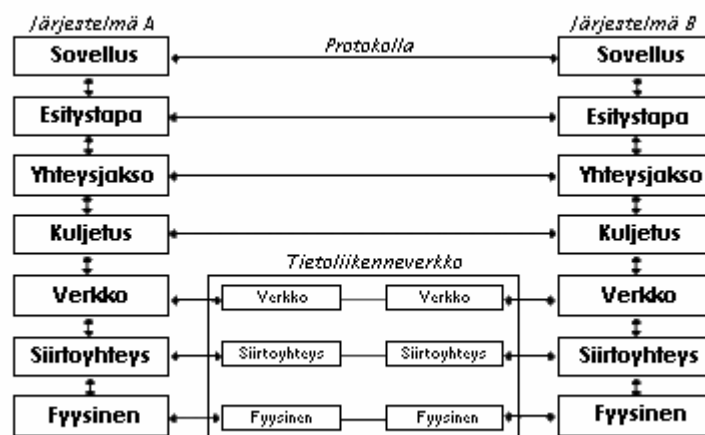 Järjestelmä A Järjestelmä B
Sovellus Protokolla Sovellus
Esitystapa Esitystapa
Yhteysjakso Yhteysjakso
Kuljetus Kuljetus
Tietoliikenneverkko
Verkko Verkko Verkko Verkko
Siirtoyhteys Siirtoyhteys Siirtoyhteys Siirtoyhteys
Fyysinen Fyysinen Fyysinen Fyysinen